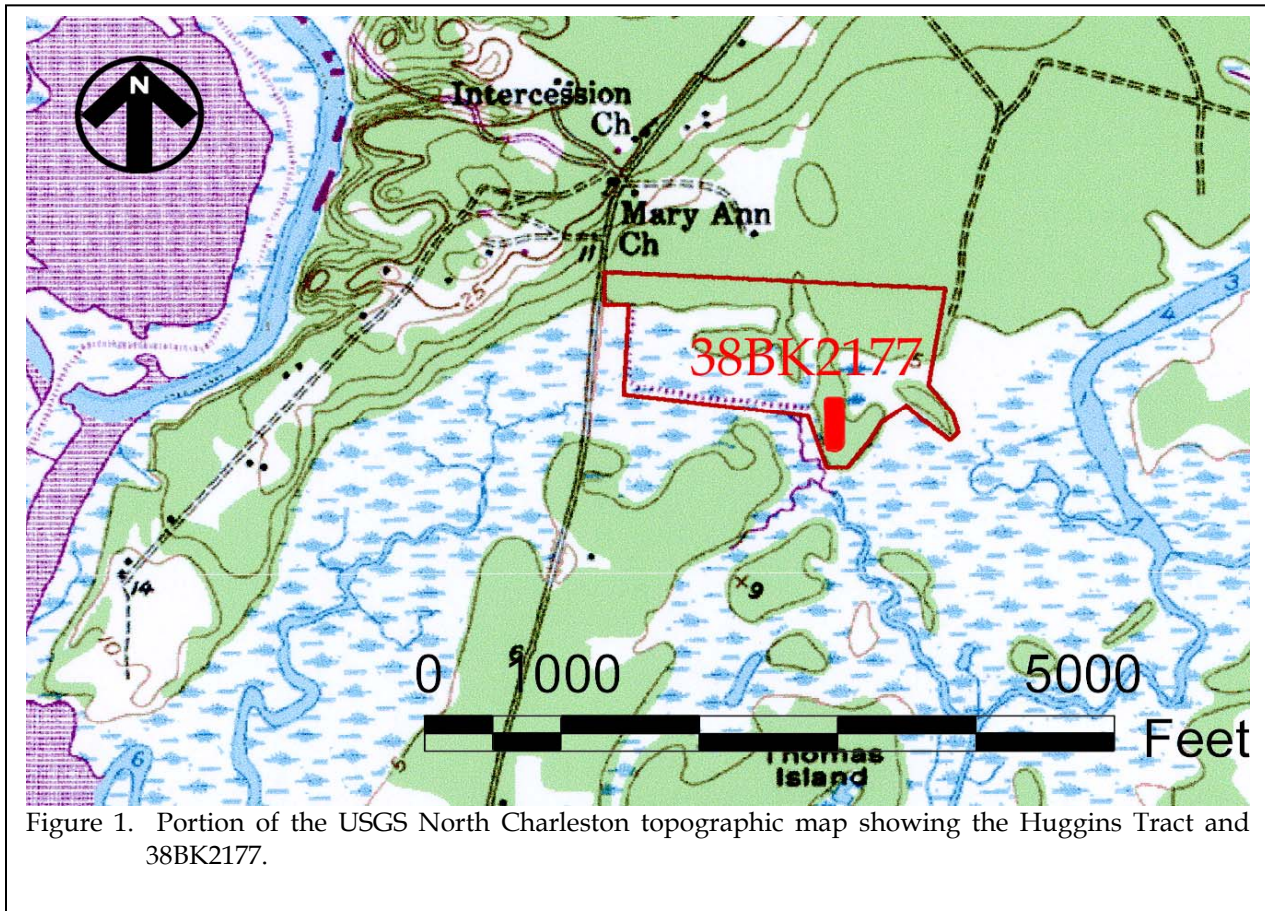 N
Intercession
Ch
Mary Ann
Ch
11
25
3
4
5
38BK2177
7
9
14
10
6
0 1000 5000
Feet
5
Thomas
Island
6
Figure 1. Portion of the USGS North Charleston topographic map showing the Huggins Tract and
38BK2177.